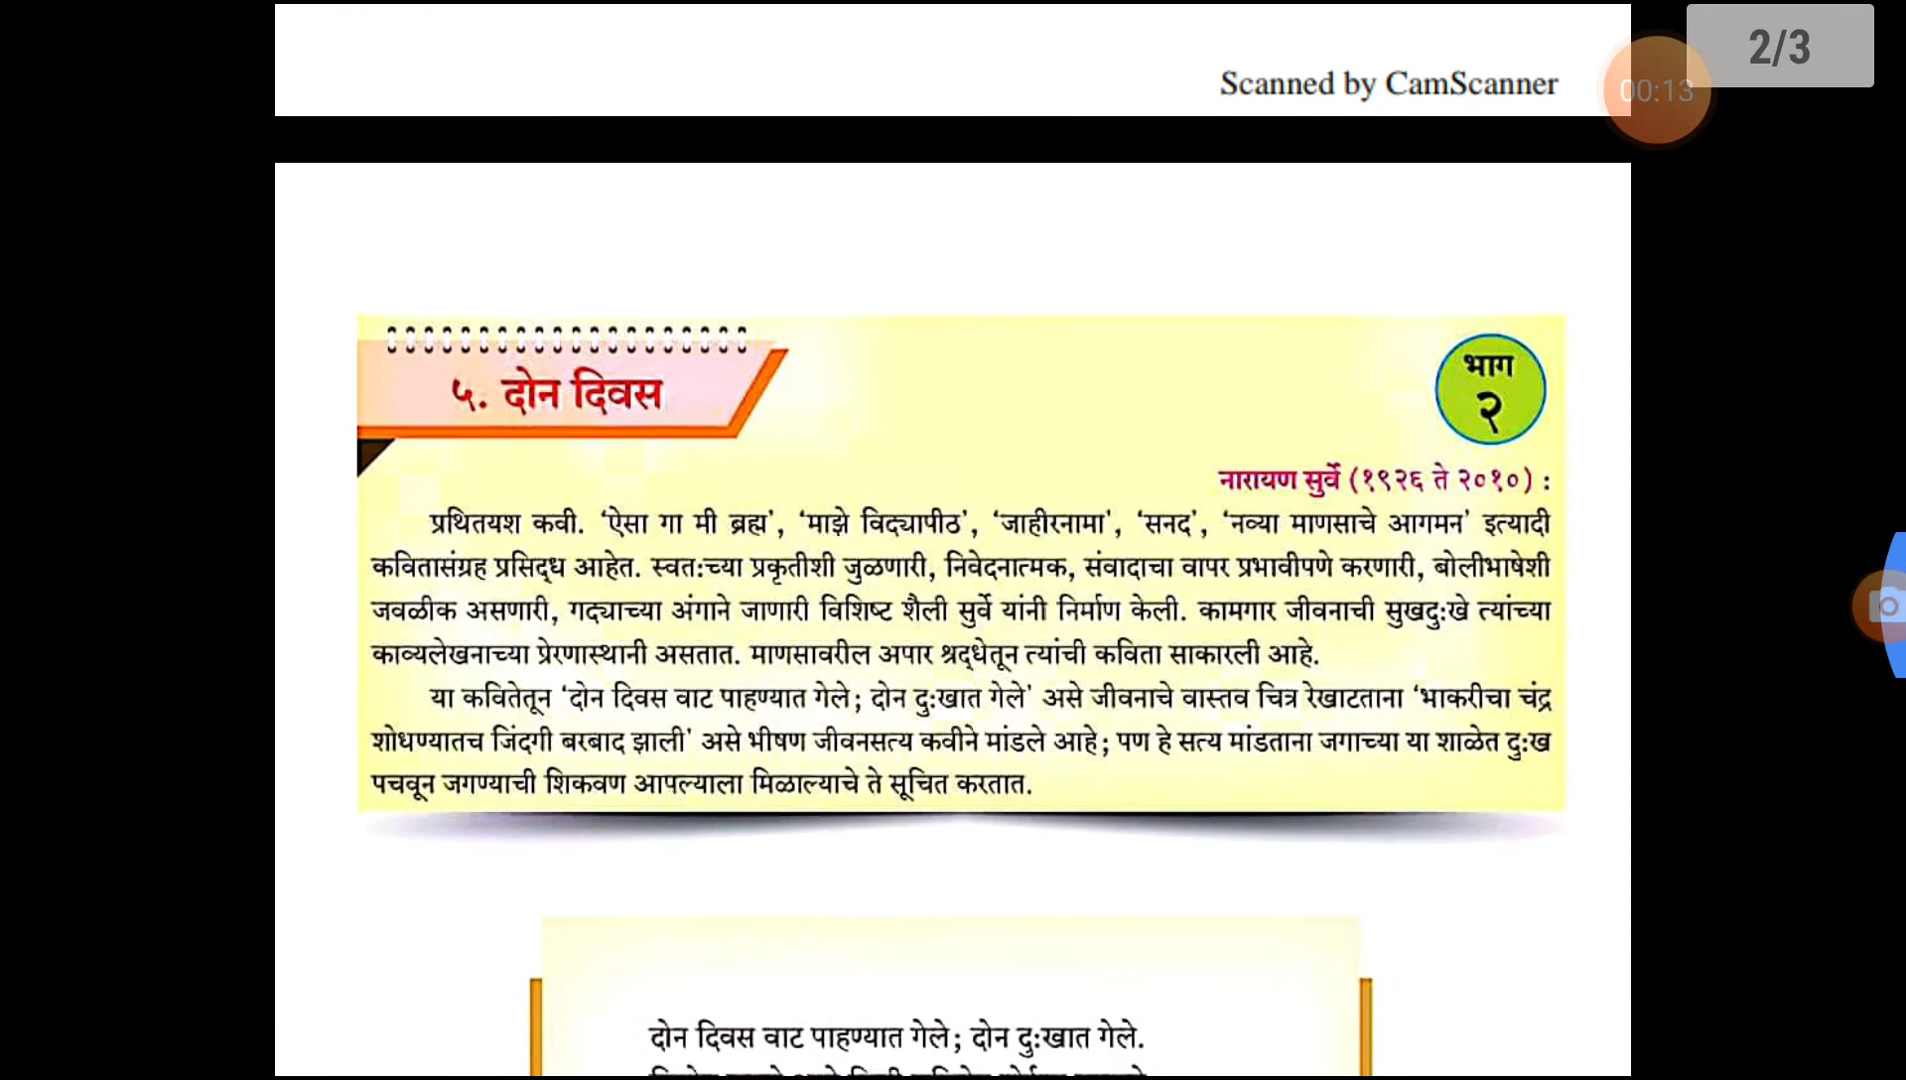 2/3
Scanned by CamScanner
00:13
५. दोन दिवस
भाग
२
नारायण सुर्वे (१९२६ ते २०१०) :
प्रथितयश कवी. ‘ऐसा गा मी ब्रह्म’, ‘माझे विद्यापीठ’, ‘जाहीरनामा’, ‘सनद’, ‘नव्या माणसाचे आगमन’ इत्यादी
कवितासंग्रह प्रसिद्ध आहेत. स्वत:च्या प्रकृतीशी जुळणारी, निवेदनात्मक, संवादाचा वापर प्रभावीपणे करणारी, बोलीभाषेशी
जवळीक असणारी, गद्याच्या अंगाने जाणारी विशिष्ट शैली सुर्वे यांनी निर्माण केली. कामगार जीवनाची सुखदु:खे त्यांच्या
काव्यलेखनाच्या प्रेरणास्थानी असतात. माणसावरील अपार श्रद्धेतून त्यांची कविता साकारली आहे.
या कवितेतून ‘दोन दिवस वाट पाहण्यात गेले; दोन दु:खात गेले’ असे जीवनाचे वास्तव चित्र रेखाटताना ‘भाकरीचा चंद्र
शोधण्यातच जिंदगी बरबाद झाली’ असे भीषण जीवनसत्य कवीने मांडले आहे; पण हे सत्य मांडताना जगाच्या या शाळेत दु:ख
पचवून जगण्याची शिकवण आपल्याला मिळाल्याचे ते सूचित करतात.
दोन दिवस वाट पाहण्यात गेले; दोन दु:खात गेले.